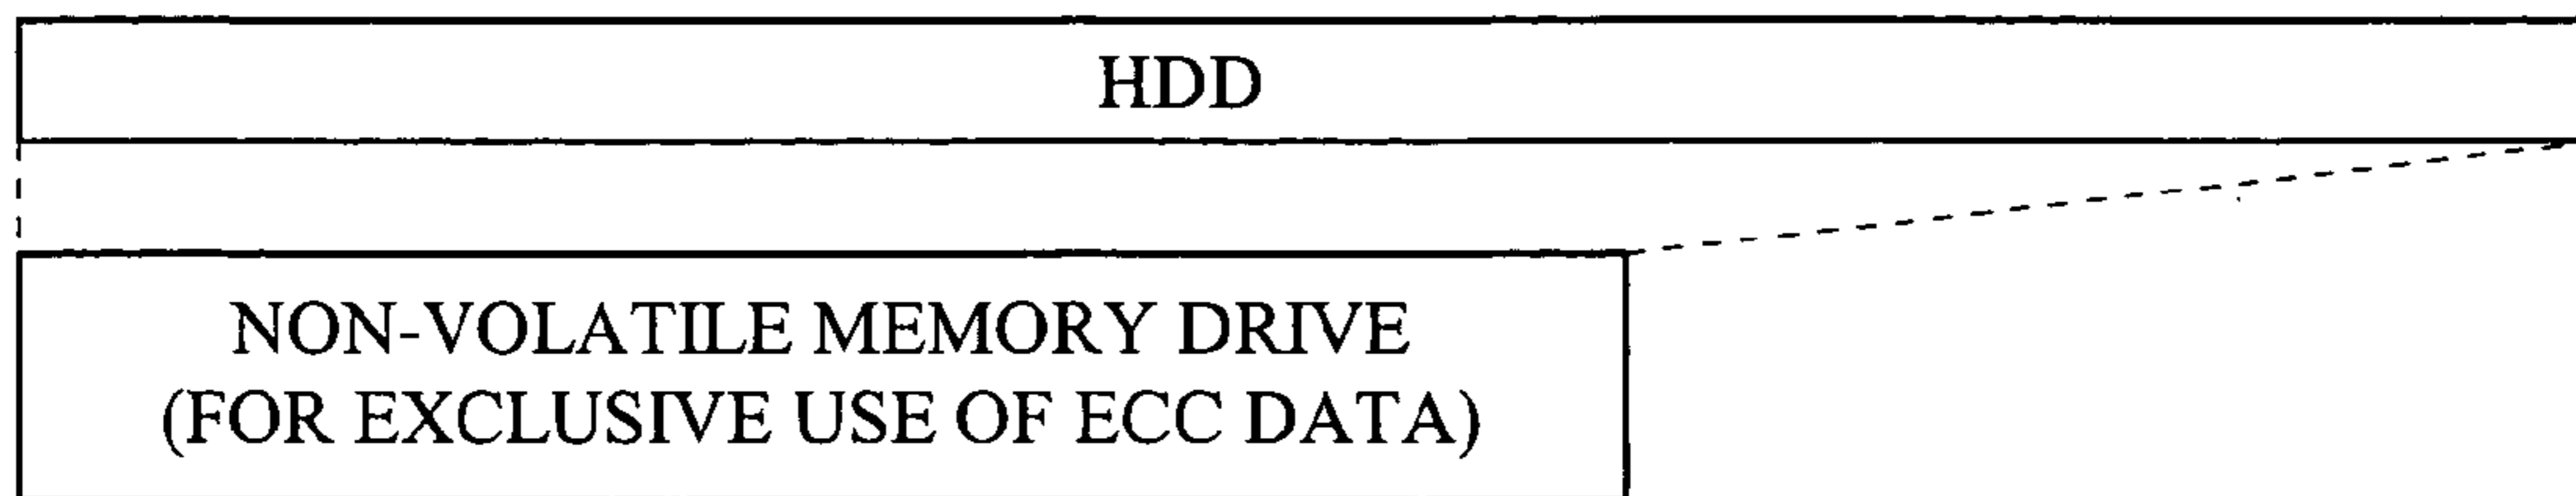 HDD
NON-VOLATILE MEMORY DRIVE
(FOR EXCLUSIVE USE OF ECC DATA)